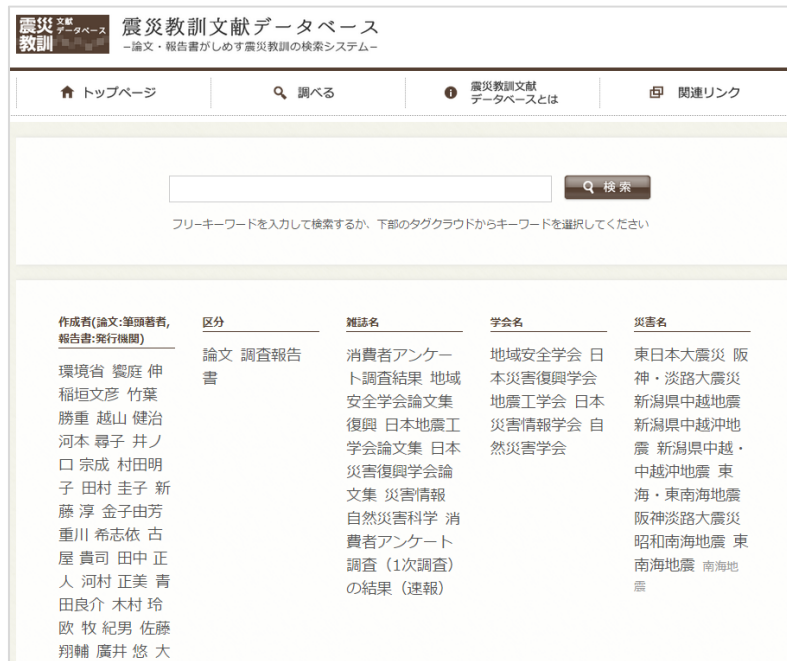 震災 文献
教訓 データベース
震災教訓文献データベース
–論文・報告書がしめす震災教訓の検索システム–
トップページ
調べる
震災教訓文献
データベースとは
関連リンク
検索
フリーキーワードを入力して検索するか、下部のタグクラウドからキーワードを選択してください
作成者(論文:筆頭著者,
報告書:発行機関)
環境省 饗庭 伸
稲垣文彦 竹葉
勝重 越山 健治
河本 尋子 井ノ
口 宗成 村田明
子 田村 圭子 新
藤 淳 金子由芳
重川 希志依 古
屋 貴司 田中 正
人 河村 正美 青
田良介 木村 玲
欧 牧 紀男 佐藤
翔輔 廣井 悠 大
区分
論文 調査報告
書
雑誌名
消費者アンケー
ト調査結果 地域
安全学会論文集
復興 日本地震工
学会論文集 日本
災害復興学会論
文集 災害情報
自然災害科学 消
費者アンケート
調査（1次調査）
の結果（速報）
学会名
地域安全学会 日
本災害復興学会
地震工学会 日本
災害情報学会 自
然災害学会
災害名
東日本大震災 阪
神・淡路大震災
新潟県中越地震
新潟県中越沖地
震 新潟県中越・
中越沖地震 東
海・東南海地震
阪神淡路大震災
昭和南海地震 東
南海地震 南海地
震